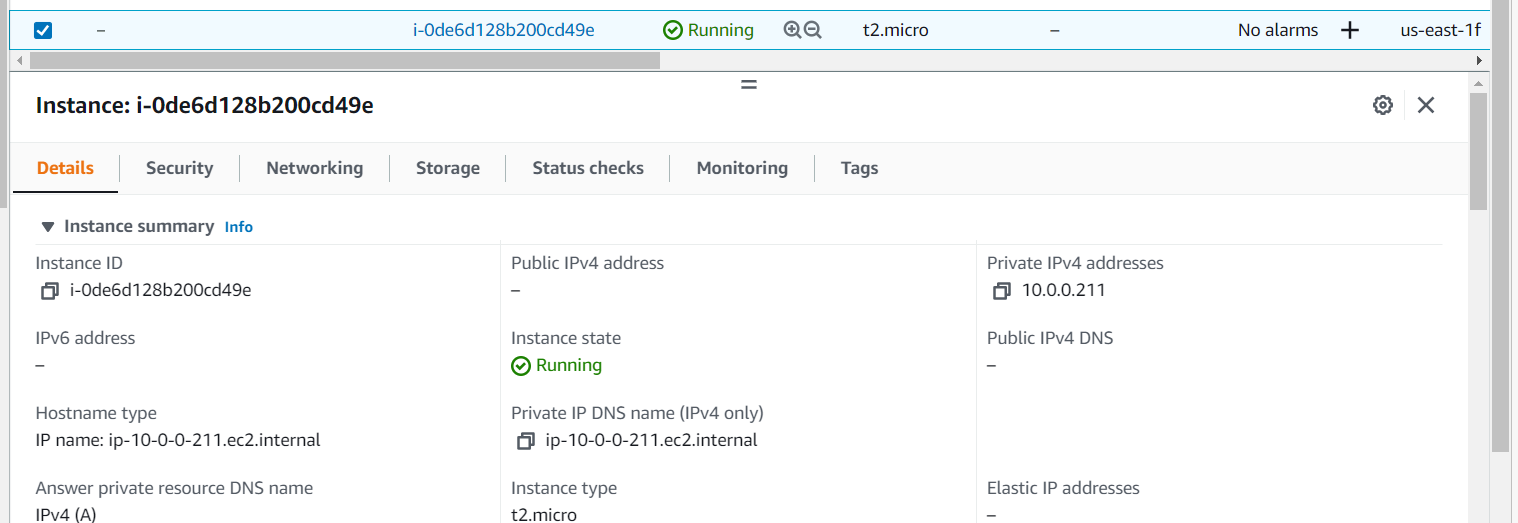 – i-0de6d128b200cd49e Running t2.micro – No alarms + us-east-1f
Instance: i-0de6d128b200cd49e
Details Security Networking Storage Status checks Monitoring Tags
Instance summary Info
Instance ID Public IPv4 address Private IPv4 addresses
i-0de6d128b200cd49e – 10.0.0.211
IPv6 address Instance state Public IPv4 DNS
– Running –
Hostname type Private IP DNS name (IPv4 only)
IP name: ip-10-0-0-211.ec2.internal ip-10-0-0-211.ec2.internal
Answer private resource DNS name Instance type Elastic IP addresses
IPv4 (A) t2.micro –